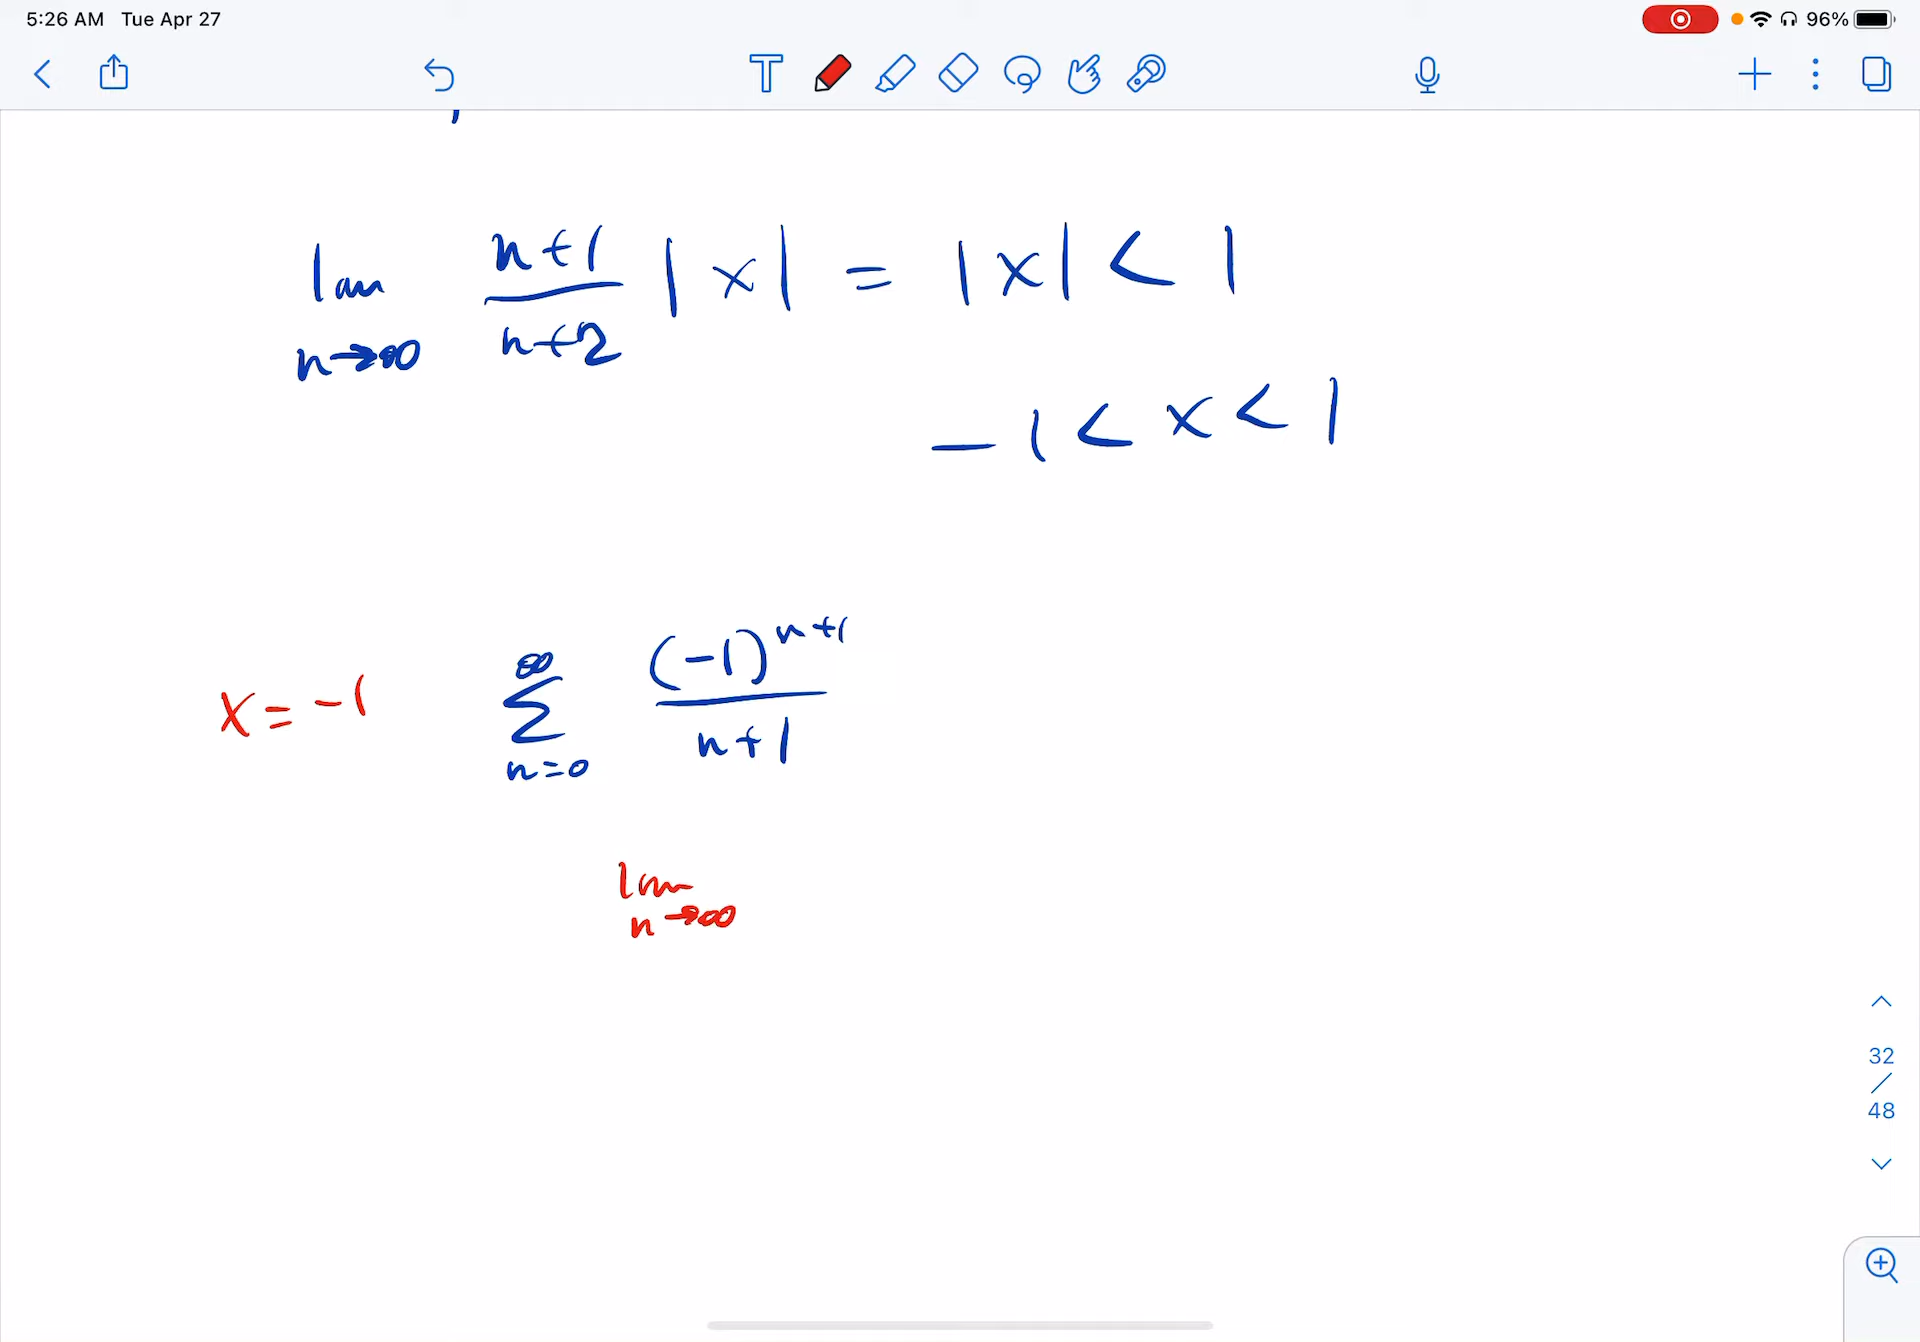 5:26 AM Tue Apr 27
96%
T
lim n→∞ n+1/n+2 |x| = |x| < 1
-1 < x < 1
x = -1 ∞ Σ n=0 (-1)^n+1 / n+1
lim n→∞
32
/
48